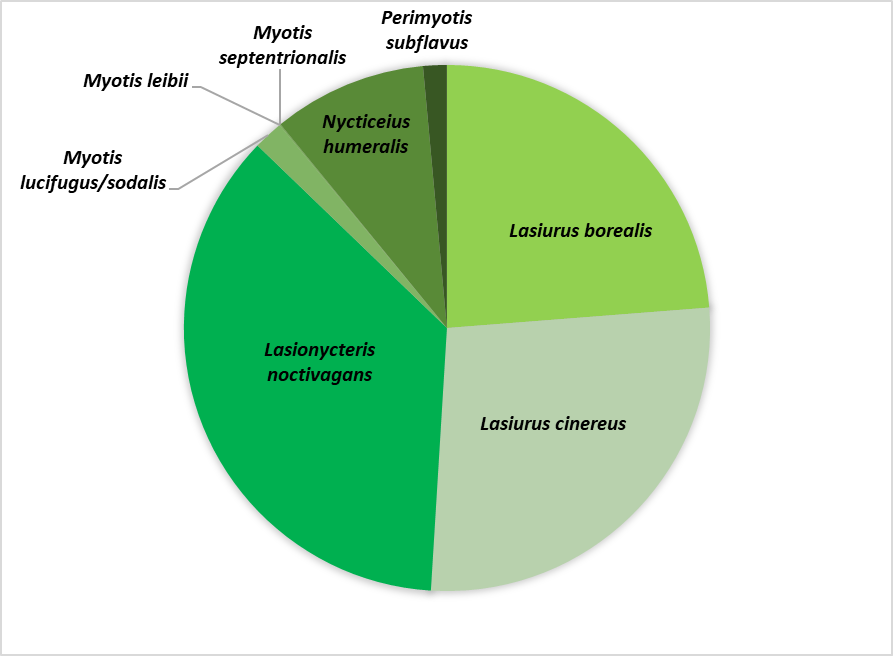 Perimyotis
subflavus
Myotis
septentrionalis
Myotis leibii
Nycticeius
humeralis
Myotis
lucifugus/sodalis
Lasiurus borealis
Lasionycteris
noctivagans
Lasiurus cinereus